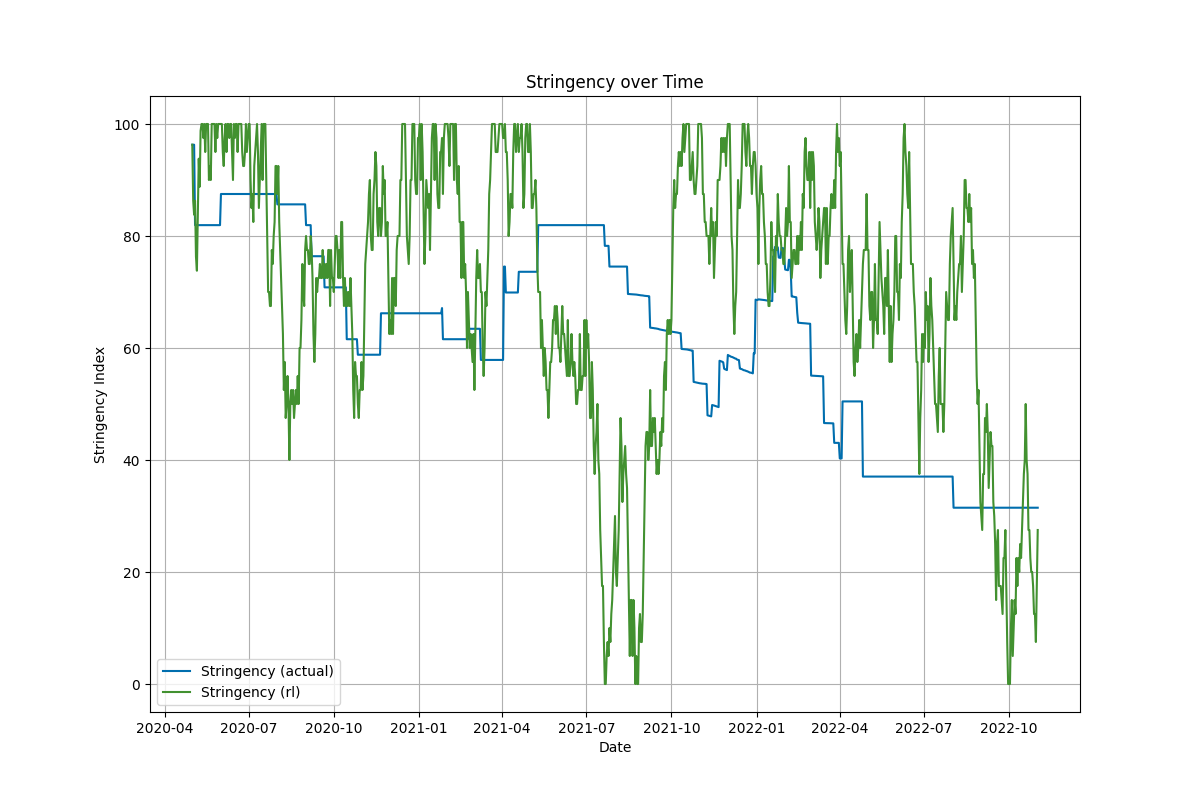 Stringency over Time
Stringency Index
100
80
60
40
20
0
Stringency (actual)
Stringency (rl)
2020-04 2020-07 2020-10 2021-01 2021-04 2021-07 2021-10 2022-01 2022-04 2022-07 2022-10
Date